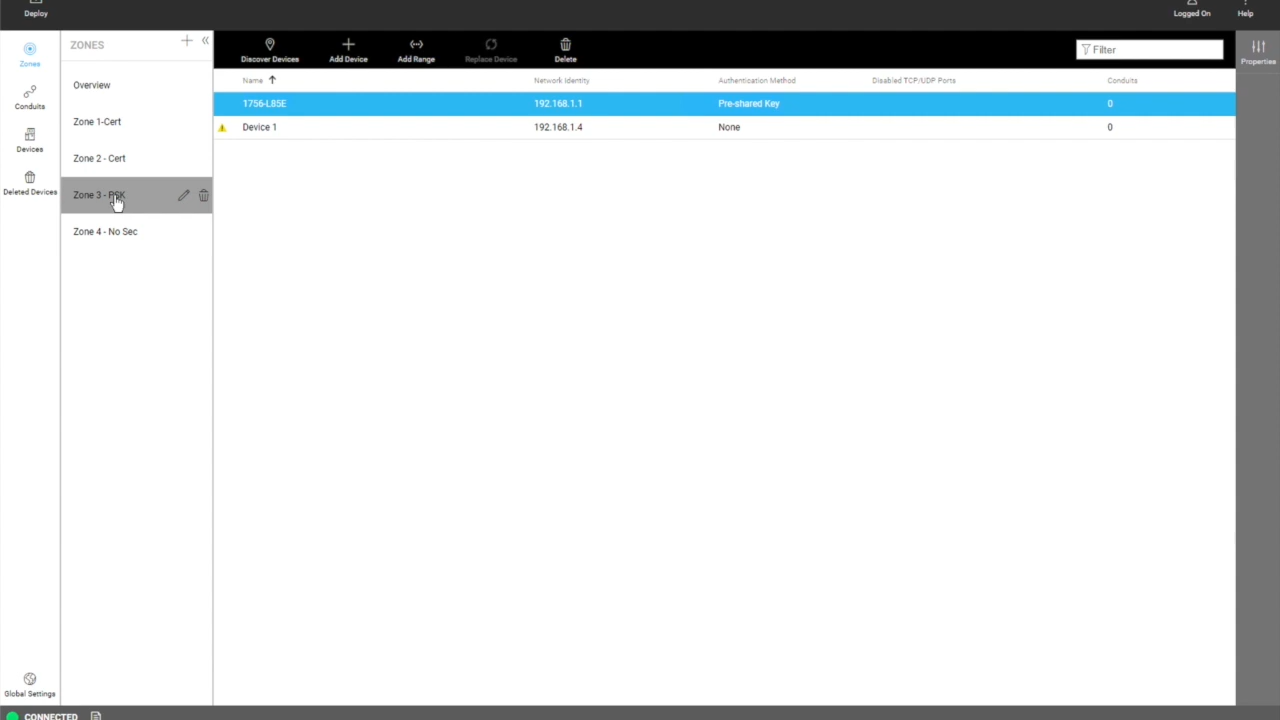 Deploy
Logged On
Help
Zones
Conduits
Devices
Deleted Devices
Global Settings
ZONES
Overview
Zone 1-Cert
Zone 2 - Cert
Zone 3 - PSK
Zone 4 - No Sec
Discover Devices
Add Device
Add Range
Replace Device
Delete
Filter
Properties
Name Network Identity Authentication Method Disabled TCP/UDP Ports Conduits
1756-L85E 192.168.1.1 Pre-shared Key 0
Device 1 192.168.1.4 None 0
CONNECTED